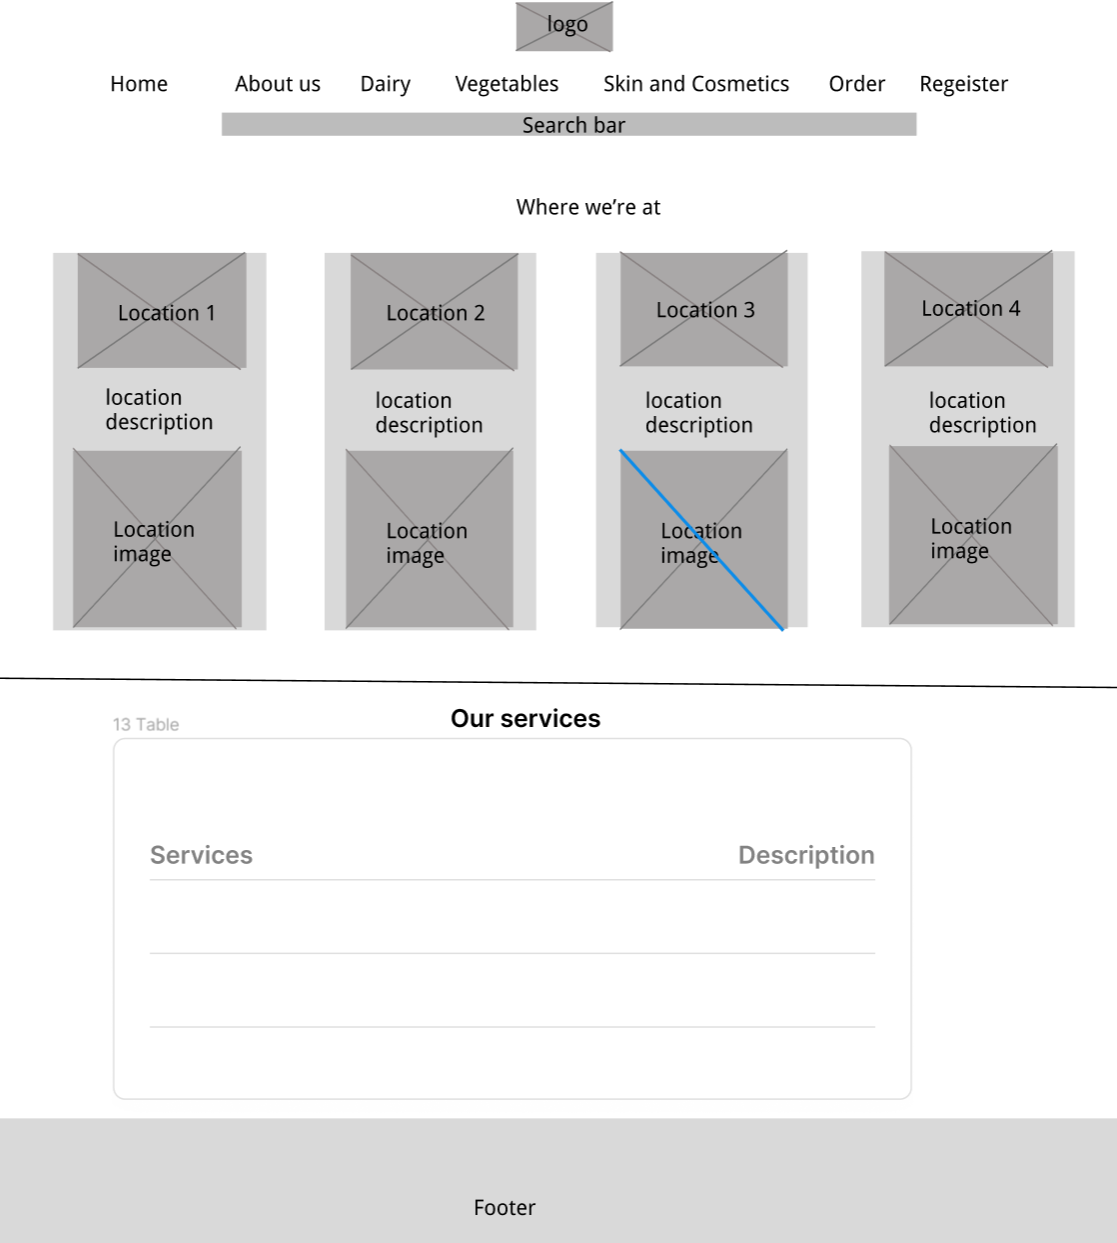 logo
Home About us Dairy Vegetables Skin and Cosmetics Order Regeister
Search bar
Where we’re at
Location 1 Location 2 Location 3 Location 4
location
description
location
description
location
description
location
description
Location
image
Location
image
Location
image
Location
image
Our services
13 Table
Services Description
Footer